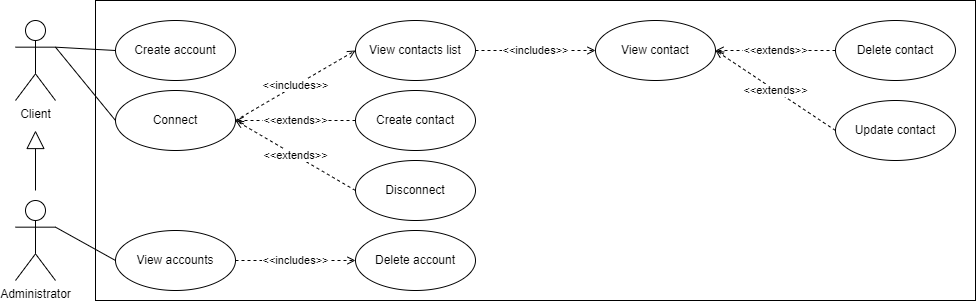 Create account
View contacts list
<<includes>>
View contact
<<extends>>
Delete contact
<<includes>>
<<extends>>
Client
Connect
<<extends>>
Create contact
Update contact
<<extends>>
Disconnect
View accounts
<<includes>>
Delete account
Administrator